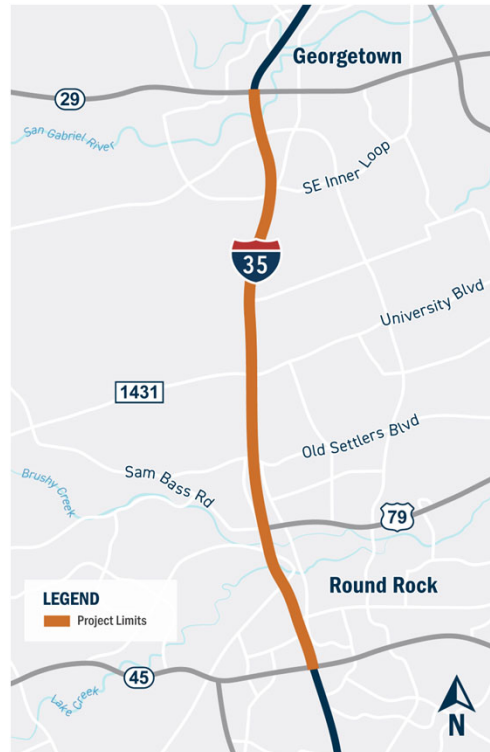 Georgetown
29
San Gabriel River
SE Inner Loop
35
University Blvd
1431
Old Settlers Blvd
Sam Bass Rd
Brushy Creek
79
LEGEND
Project Limits
Round Rock
45
Lake Creek
N